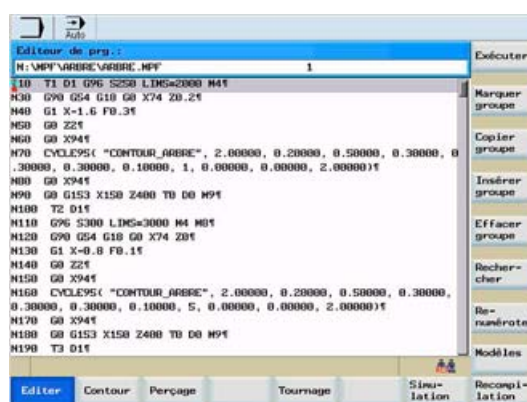 Auto
Editeur de prg.:
N:\MPF\ARBRE\ARBRE.MPF 1
10 T1 D1 G96 S250 LIMS=2000 M4¶
N30 G90 G54 G18 G0 X74 Z0.2¶
N40 G1 X-1.6 F0.3¶
N50 G0 Z2¶
N60 G0 X94¶
N70 CYCLE95( "CONTOUR_ARBRE", 2.00000, 0.20000, 0.50000, 0.30000, 0
.30000, 0.30000, 0.10000, 1, 0.00000, 0.00000, 2.00000)¶
N80 G0 X94¶
N90 G0 G153 X150 Z400 T0 D0 M9¶
N100 T2 D1¶
N110 G96 S300 LIMS=3000 M4 M8¶
N120 G90 G54 G18 G0 X74 Z0¶
N130 G1 X-0.8 F0.1¶
N140 G0 Z2¶
N150 G0 X94¶
N160 CYCLE95( "CONTOUR_ARBRE", 2.00000, 0.20000, 0.50000, 0.30000,
0.30000, 0.30000, 0.10000, 5, 0.00000, 0.00000, 2.00000)¶
N170 G0 X94¶
N180 G0 G153 X150 Z400 T0 D0 M9¶
N190 T3 D1¶
Exécuter
Marquer
groupe
Copier
groupe
Insérer
groupe
Effacer
groupe
Recher-
cher
Re-
numérote
Modèles
Recompi-
lation
Editer Contour Perçage Tournage Simu-
lation